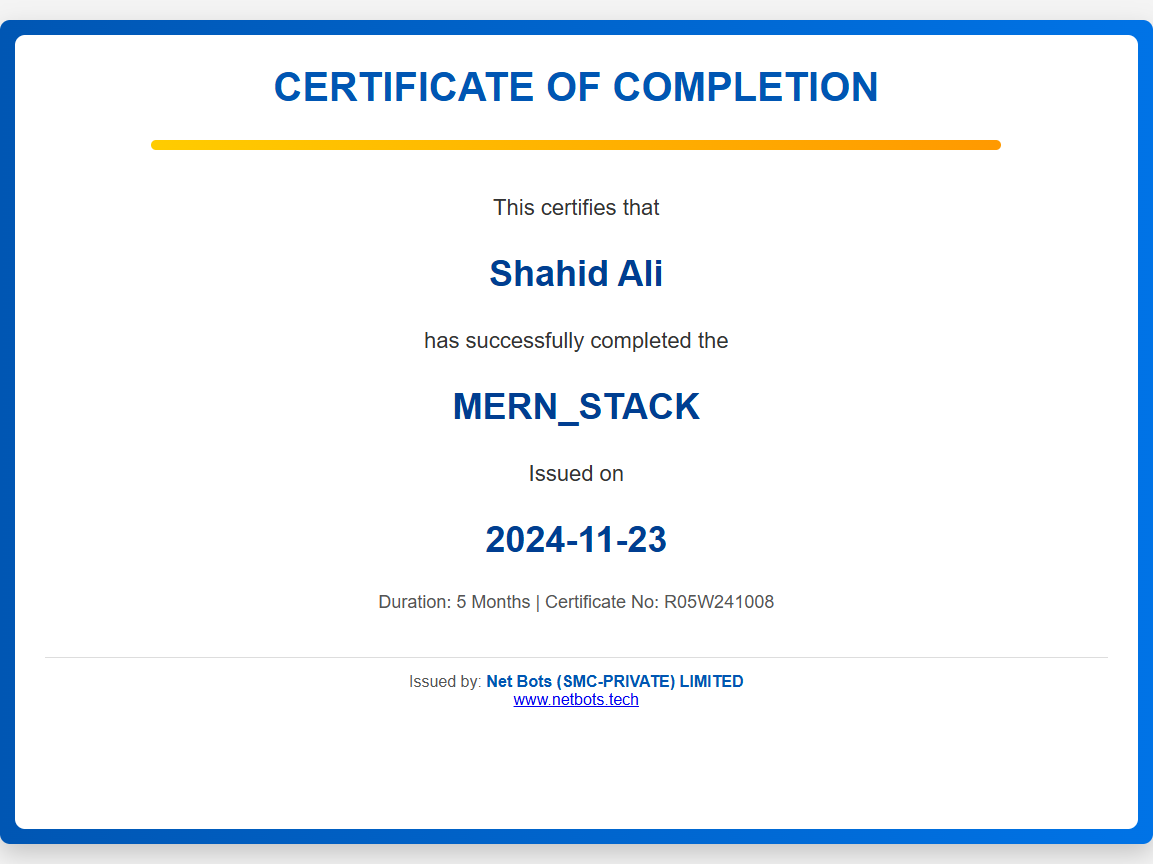 CERTIFICATE OF COMPLETION
This certifies that
Shahid Ali
has successfully completed the
MERN_STACK
Issued on
2024-11-23
Duration: 5 Months | Certificate No: R05W241008
Issued by: Net Bots (SMC-PRIVATE) LIMITED
www.netbots.tech